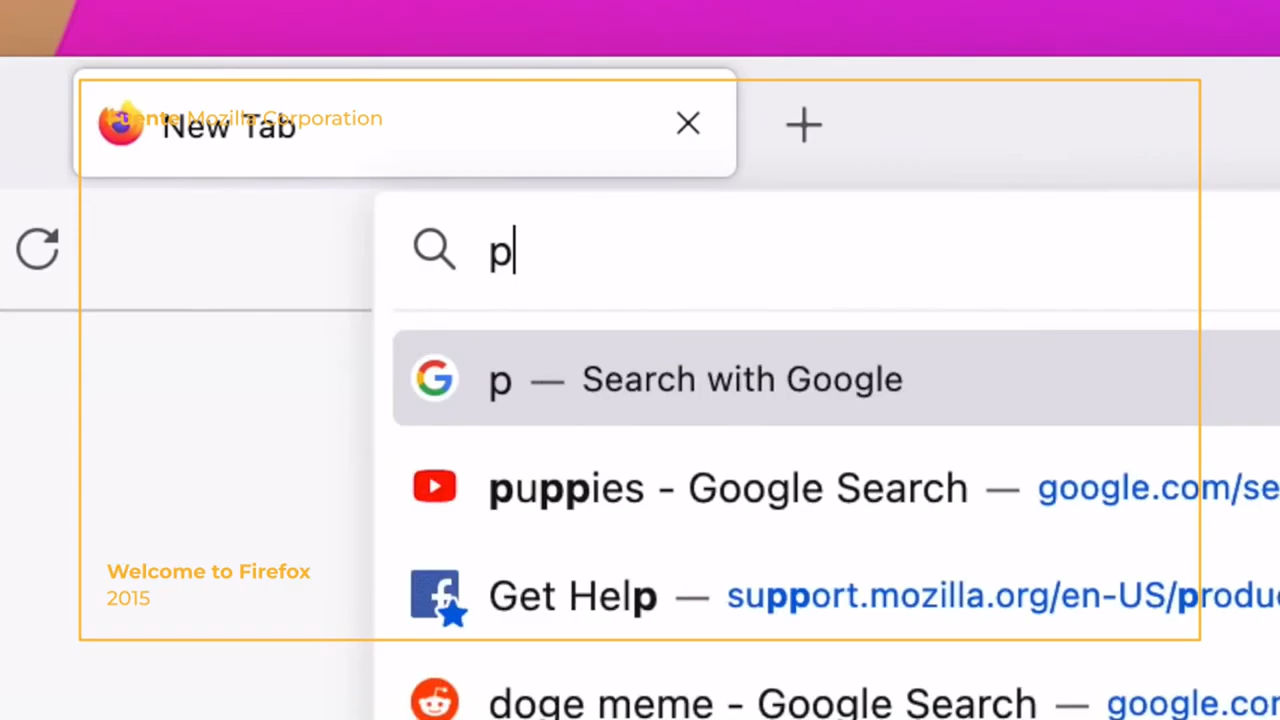 Fuente Mozilla Corporation
New Tab
p
p — Search with Google
puppies - Google Search — google.com/se
Get Help — support.mozilla.org/en-US/produc
Welcome to Firefox
2015
doge meme - Google Search — google.co